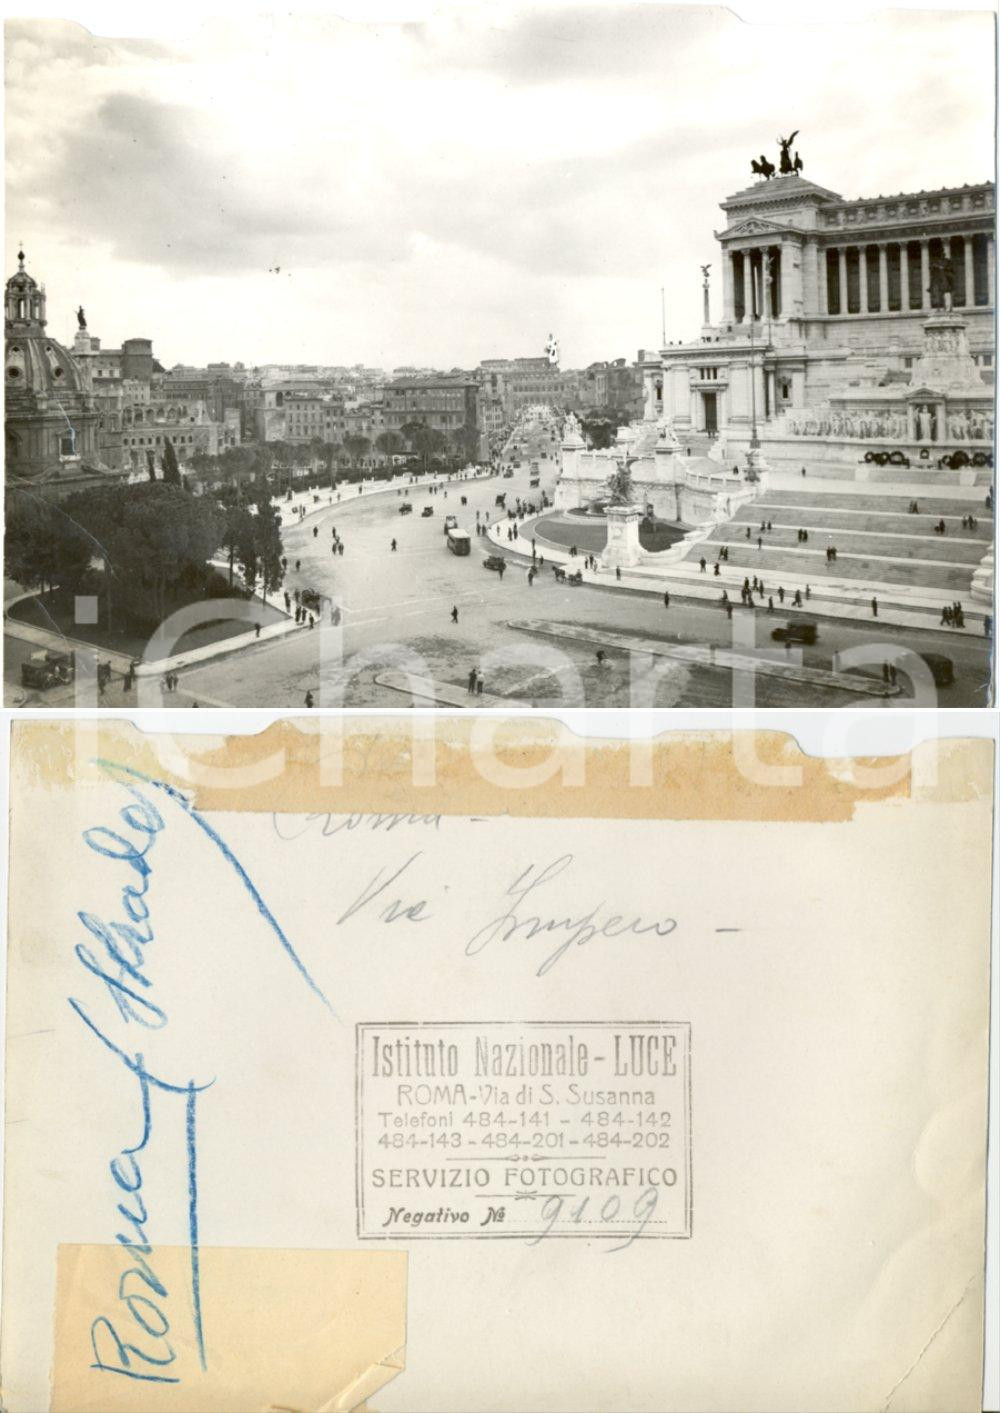 iCharta
Roma -
Via Impero -
Roma (Strade)
Istituto Nazionale - LUCE
ROMA - Via di S. Susanna
Telefoni 484-141 - 484-142
484-143 - 484-201 - 484-202
SERVIZIO FOTOGRAFICO
Negativo № 9109